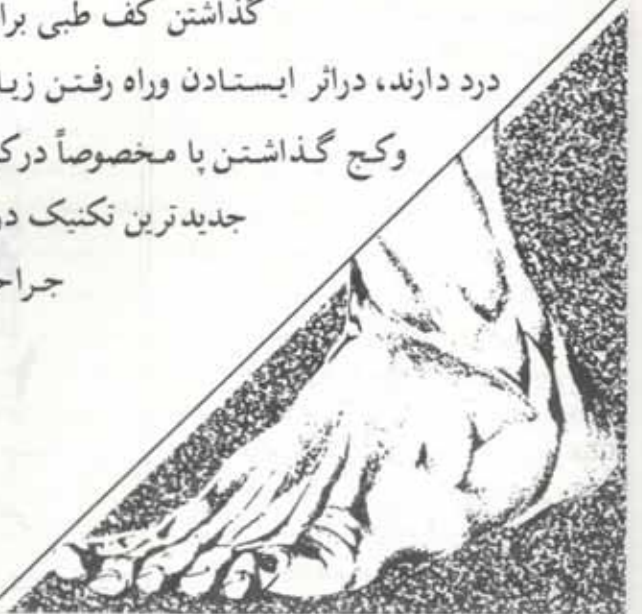 گذاشتن کف طبی برا
درد دارند، دراثر ایستادن وراه رفتن زیا
وکج گذاشتن پا مخصوصاً درک
جدیدترین تکنیک در
جراح